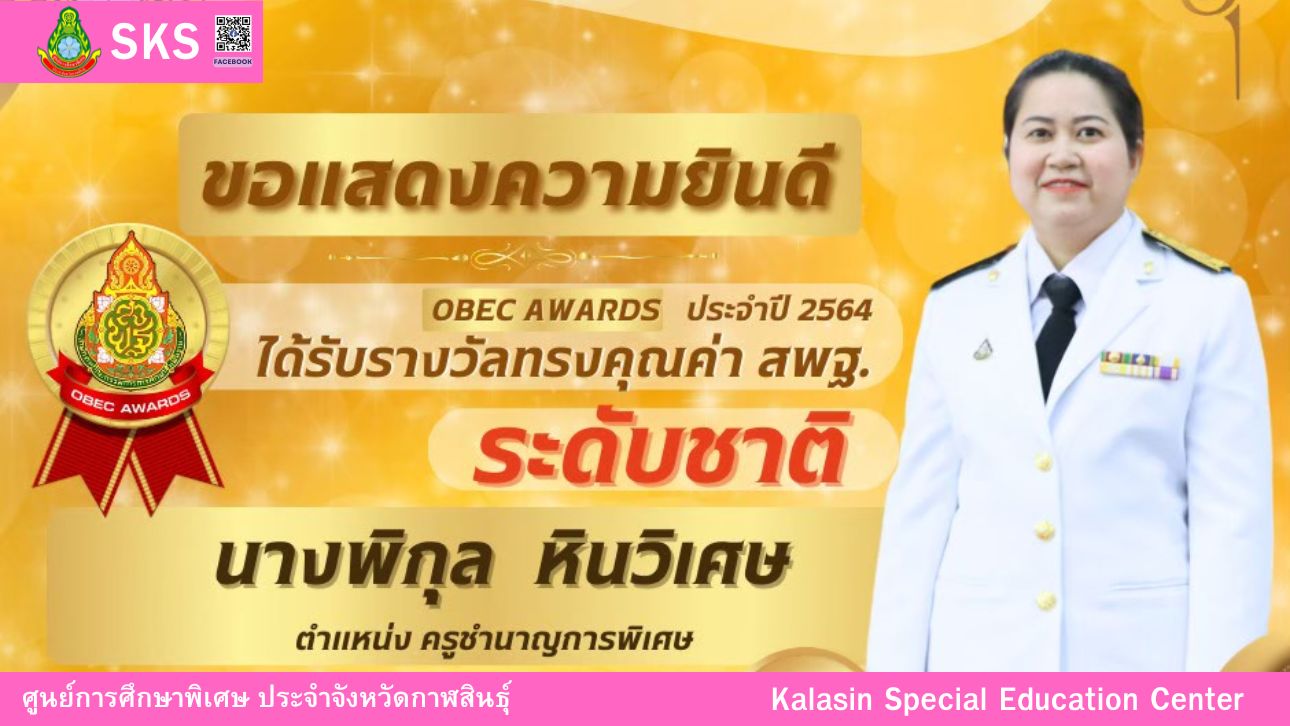 SKS
FACEBOOK
ขอแสดงความยินดี
OBEC AWARDS ประจำปี 2564
ได้รับรางวัลทรงคุณค่า สพฐ.
OBEC AWARDS
ระดับชาติ
นางพิกุล หินวิเศษ
ตำแหน่ง ครูชำนาญการพิเศษ
ศูนย์การศึกษาพิเศษ ประจำจังหวัดกาฬสินธุ์
Kalasin Special Education Center